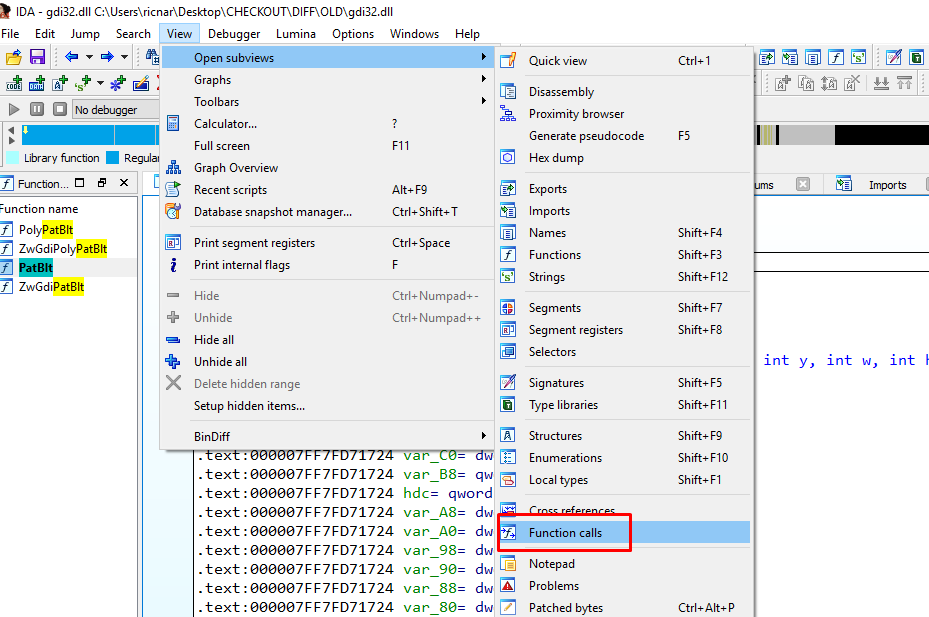 IDA - gdi32.dll C:\Users\ricnar\Desktop\CHECKOUT\DIFF\OLD\gdi32.dll
File Edit Jump Search View Debugger Lumina Options Windows Help
No debugger
Library function Regular
Function...
Function name
PolyPatBlt
ZwGdiPolyPatBlt
PatBlt
ZwGdiPatBlt
Open subviews
Graphs
Toolbars
Calculator... ?
Full screen F11
Graph Overview
Recent scripts Alt+F9
Database snapshot manager... Ctrl+Shift+T
Print segment registers Ctrl+Space
Print internal flags F
Hide Ctrl+Numpad+-
Unhide Ctrl+Numpad++
Hide all
Unhide all
Delete hidden range
Setup hidden items...
BinDiff
Quick view Ctrl+1
Disassembly
Proximity browser
Generate pseudocode F5
Hex dump
Exports
Imports
Names Shift+F4
Functions Shift+F3
Strings Shift+F12
Segments Shift+F7
Segment registers Shift+F8
Selectors
Signatures Shift+F5
Type libraries Shift+F11
Structures Shift+F9
Enumerations Shift+F10
Local types Shift+F1
Cross references
Function calls
Notepad
Problems
Patched bytes Ctrl+Alt+P
ums Imports
int y, int w, int h
.text:000007FF7FD71724 var_C0= dw
.text:000007FF7FD71724 var_B8= qw
.text:000007FF7FD71724 hdc= qword
.text:000007FF7FD71724 var_A8= dw
.text:000007FF7FD71724 var_A0= dw
.text:000007FF7FD71724 var_98= dw
.text:000007FF7FD71724 var_90= dw
.text:000007FF7FD71724 var_88= dw
.text:000007FF7FD71724 var_80= dw